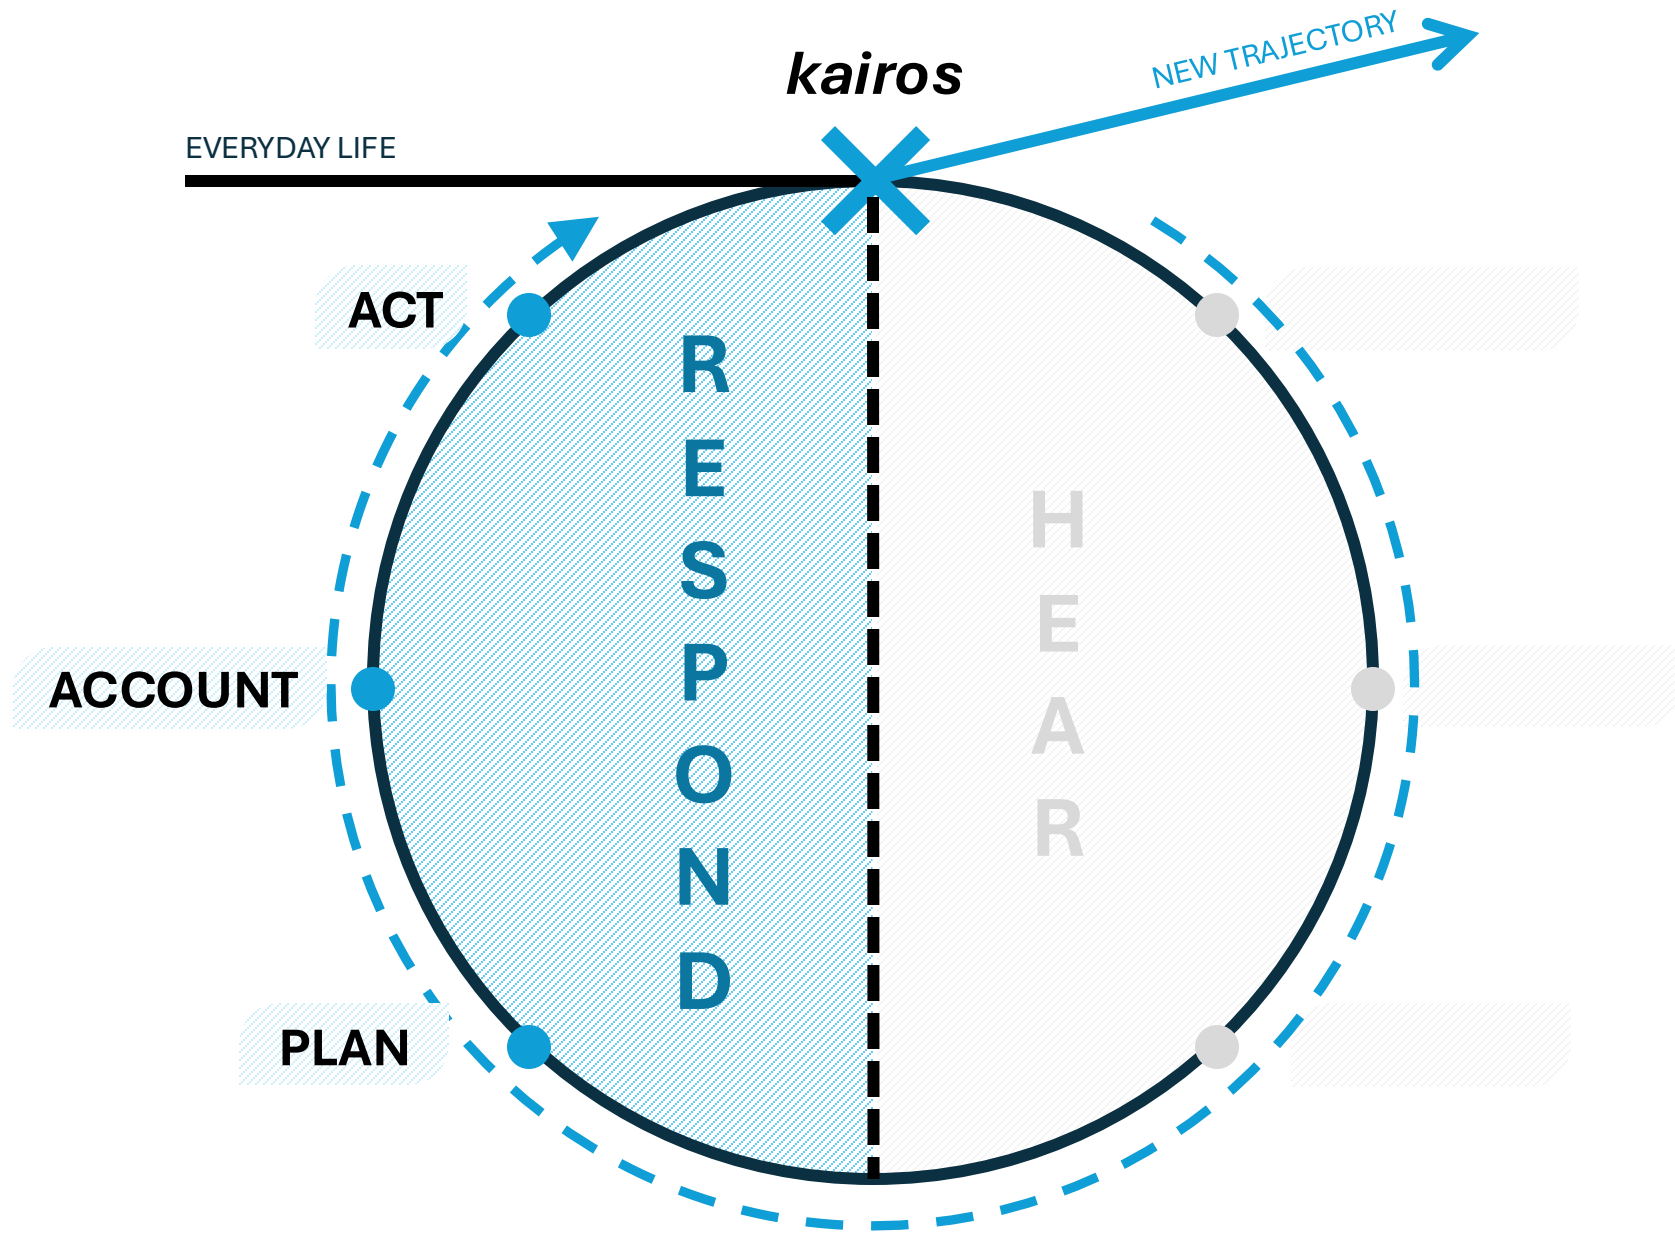 kairos
NEW TRAJECTORY
EVERYDAY LIFE
ACT
ACCOUNT
PLAN
RESPOND
HEAR